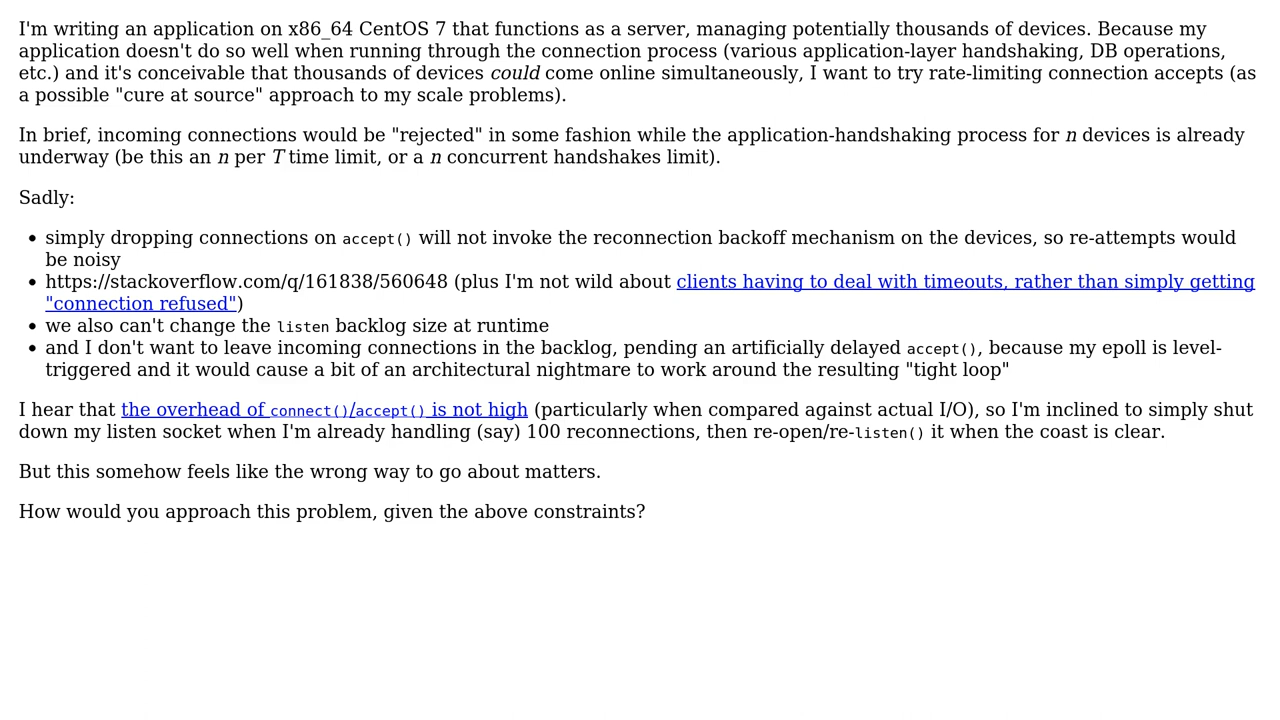 I'm writing an application on x86_64 CentOS 7 that functions as a server, managing potentially thousands of devices. Because my
application doesn't do so well when running through the connection process (various application-layer handshaking, DB operations,
etc.) and it's conceivable that thousands of devices could come online simultaneously, I want to try rate-limiting connection accepts (as
a possible "cure at source" approach to my scale problems).
In brief, incoming connections would be "rejected" in some fashion while the application-handshaking process for n devices is already
underway (be this an n per T time limit, or a n concurrent handshakes limit).
Sadly:
• simply dropping connections on accept() will not invoke the reconnection backoff mechanism on the devices, so re-attempts would
be noisy
• https://stackoverflow.com/q/161838/560648 (plus I'm not wild about clients having to deal with timeouts, rather than simply getting
"connection refused")
• we also can't change the listen backlog size at runtime
• and I don't want to leave incoming connections in the backlog, pending an artificially delayed accept(), because my epoll is level-
triggered and it would cause a bit of an architectural nightmare to work around the resulting "tight loop"
I hear that the overhead of connect()/accept() is not high (particularly when compared against actual I/O), so I'm inclined to simply shut
down my listen socket when I'm already handling (say) 100 reconnections, then re-open/re-listen() it when the coast is clear.
But this somehow feels like the wrong way to go about matters.
How would you approach this problem, given the above constraints?